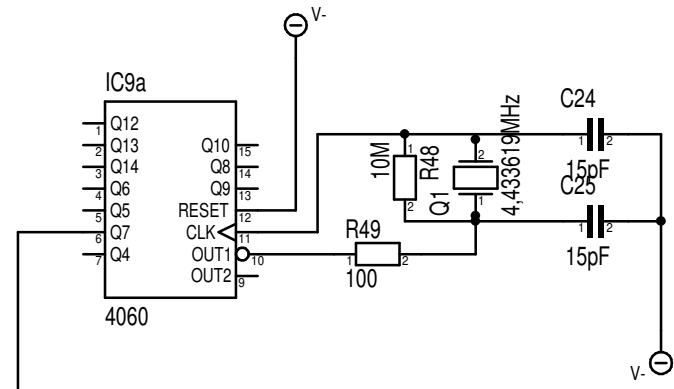 V-
IC9a
Q12
1
Q13
2
Q14
3
Q6
4
Q5
5
Q7
6
Q4
7
Q10
15
Q8
14
Q9
13
RESET
12
CLK
11
OUT1
10
OUT2
9
4060
R49
1 2
100
10M
1
2
R48
Q1
2
1
4,433619MHz
C24
1 2
15pF
C25
1 2
15pF
V-